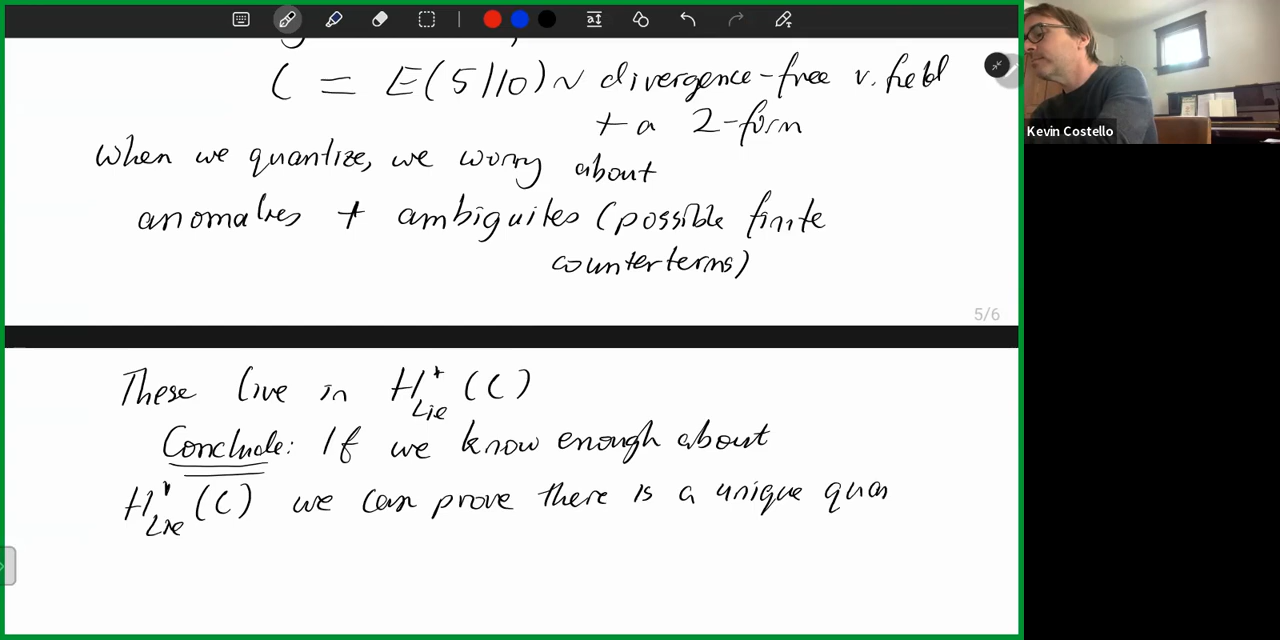 C = E(5|10) ~ divergence-free v. field
+ a 2-form
When we quantize, we worry about
anomalies + ambiguites (possible finite
counterterms)
5/6
These live in H*Lie (C)
Conclude: If we know enough about
H*Lie (C) we can prove there is a unique quan
Kevin Costello